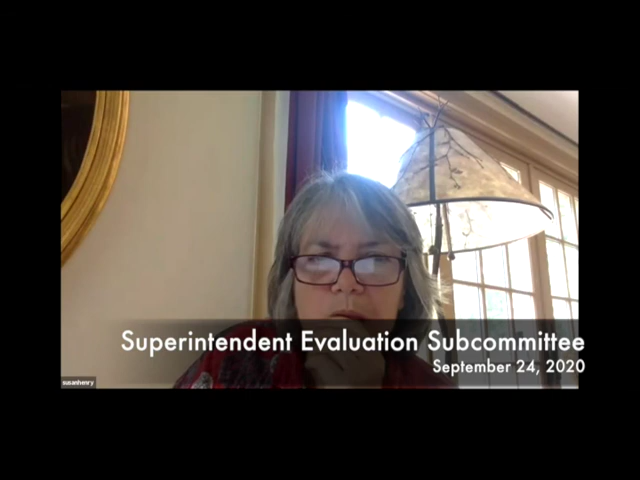 Superintendent Evaluation Subcommittee
September 24, 2020
susanhenry